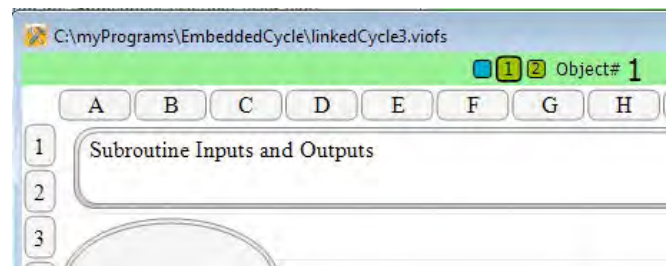 C:\myPrograms\EmbeddedCycle\linkedCycle3.viofs
1 2 Object# 1
A B C D E F G H
1
Subroutine Inputs and Outputs
2
3